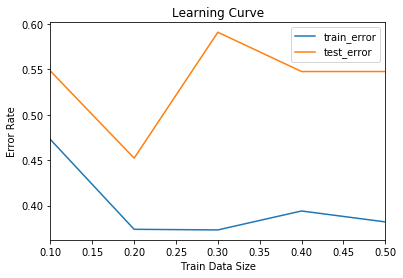 Learning Curve
train_error
test_error
Error Rate
0.60
0.55
0.50
0.45
0.40
0.10 0.15 0.20 0.25 0.30 0.35 0.40 0.45 0.50
Train Data Size